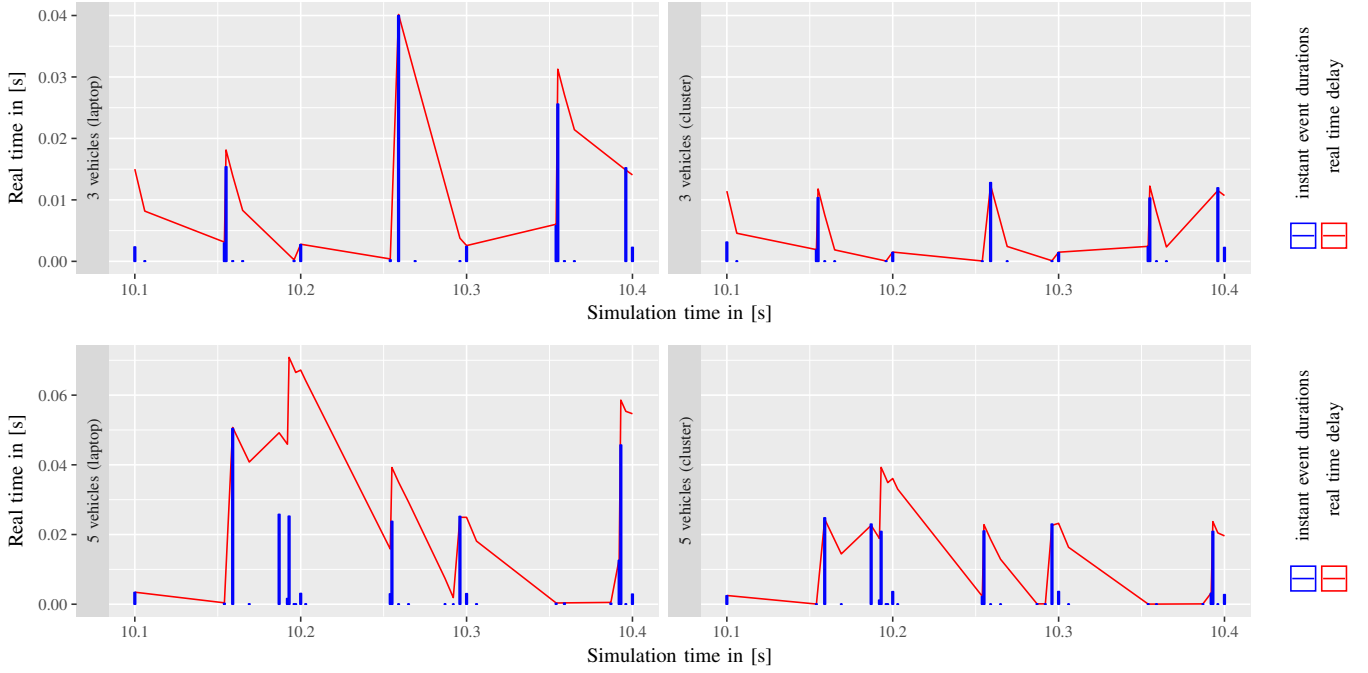 Real time in [s]
0.04
0.03
0.02
0.01
0.00
3 vehicles (laptop)
3 vehicles (cluster)
10.1 10.2 10.3 10.4
10.1 10.2 10.3 10.4
Simulation time in [s]
instant event durations
real time delay
Real time in [s]
0.06
0.04
0.02
0.00
5 vehicles (laptop)
5 vehicles (cluster)
10.1 10.2 10.3 10.4
10.1 10.2 10.3 10.4
Simulation time in [s]
instant event durations
real time delay